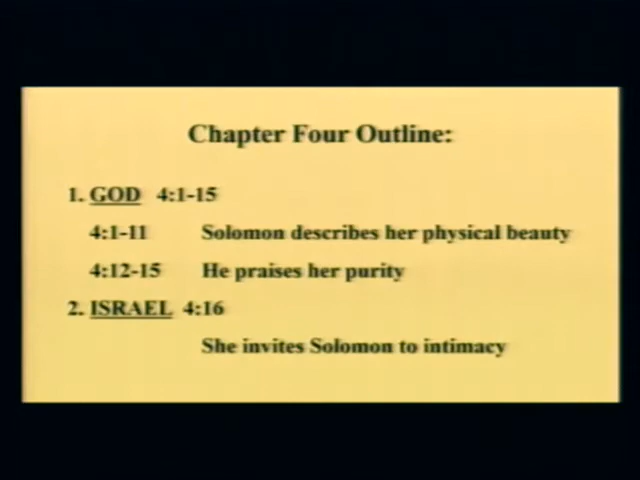 Chapter Four Outline:
1. GOD 4:1-15
4:1-11 Solomon describes her physical beauty
4:12-15 He praises her purity
2. ISRAEL 4:16
She invites Solomon to intimacy